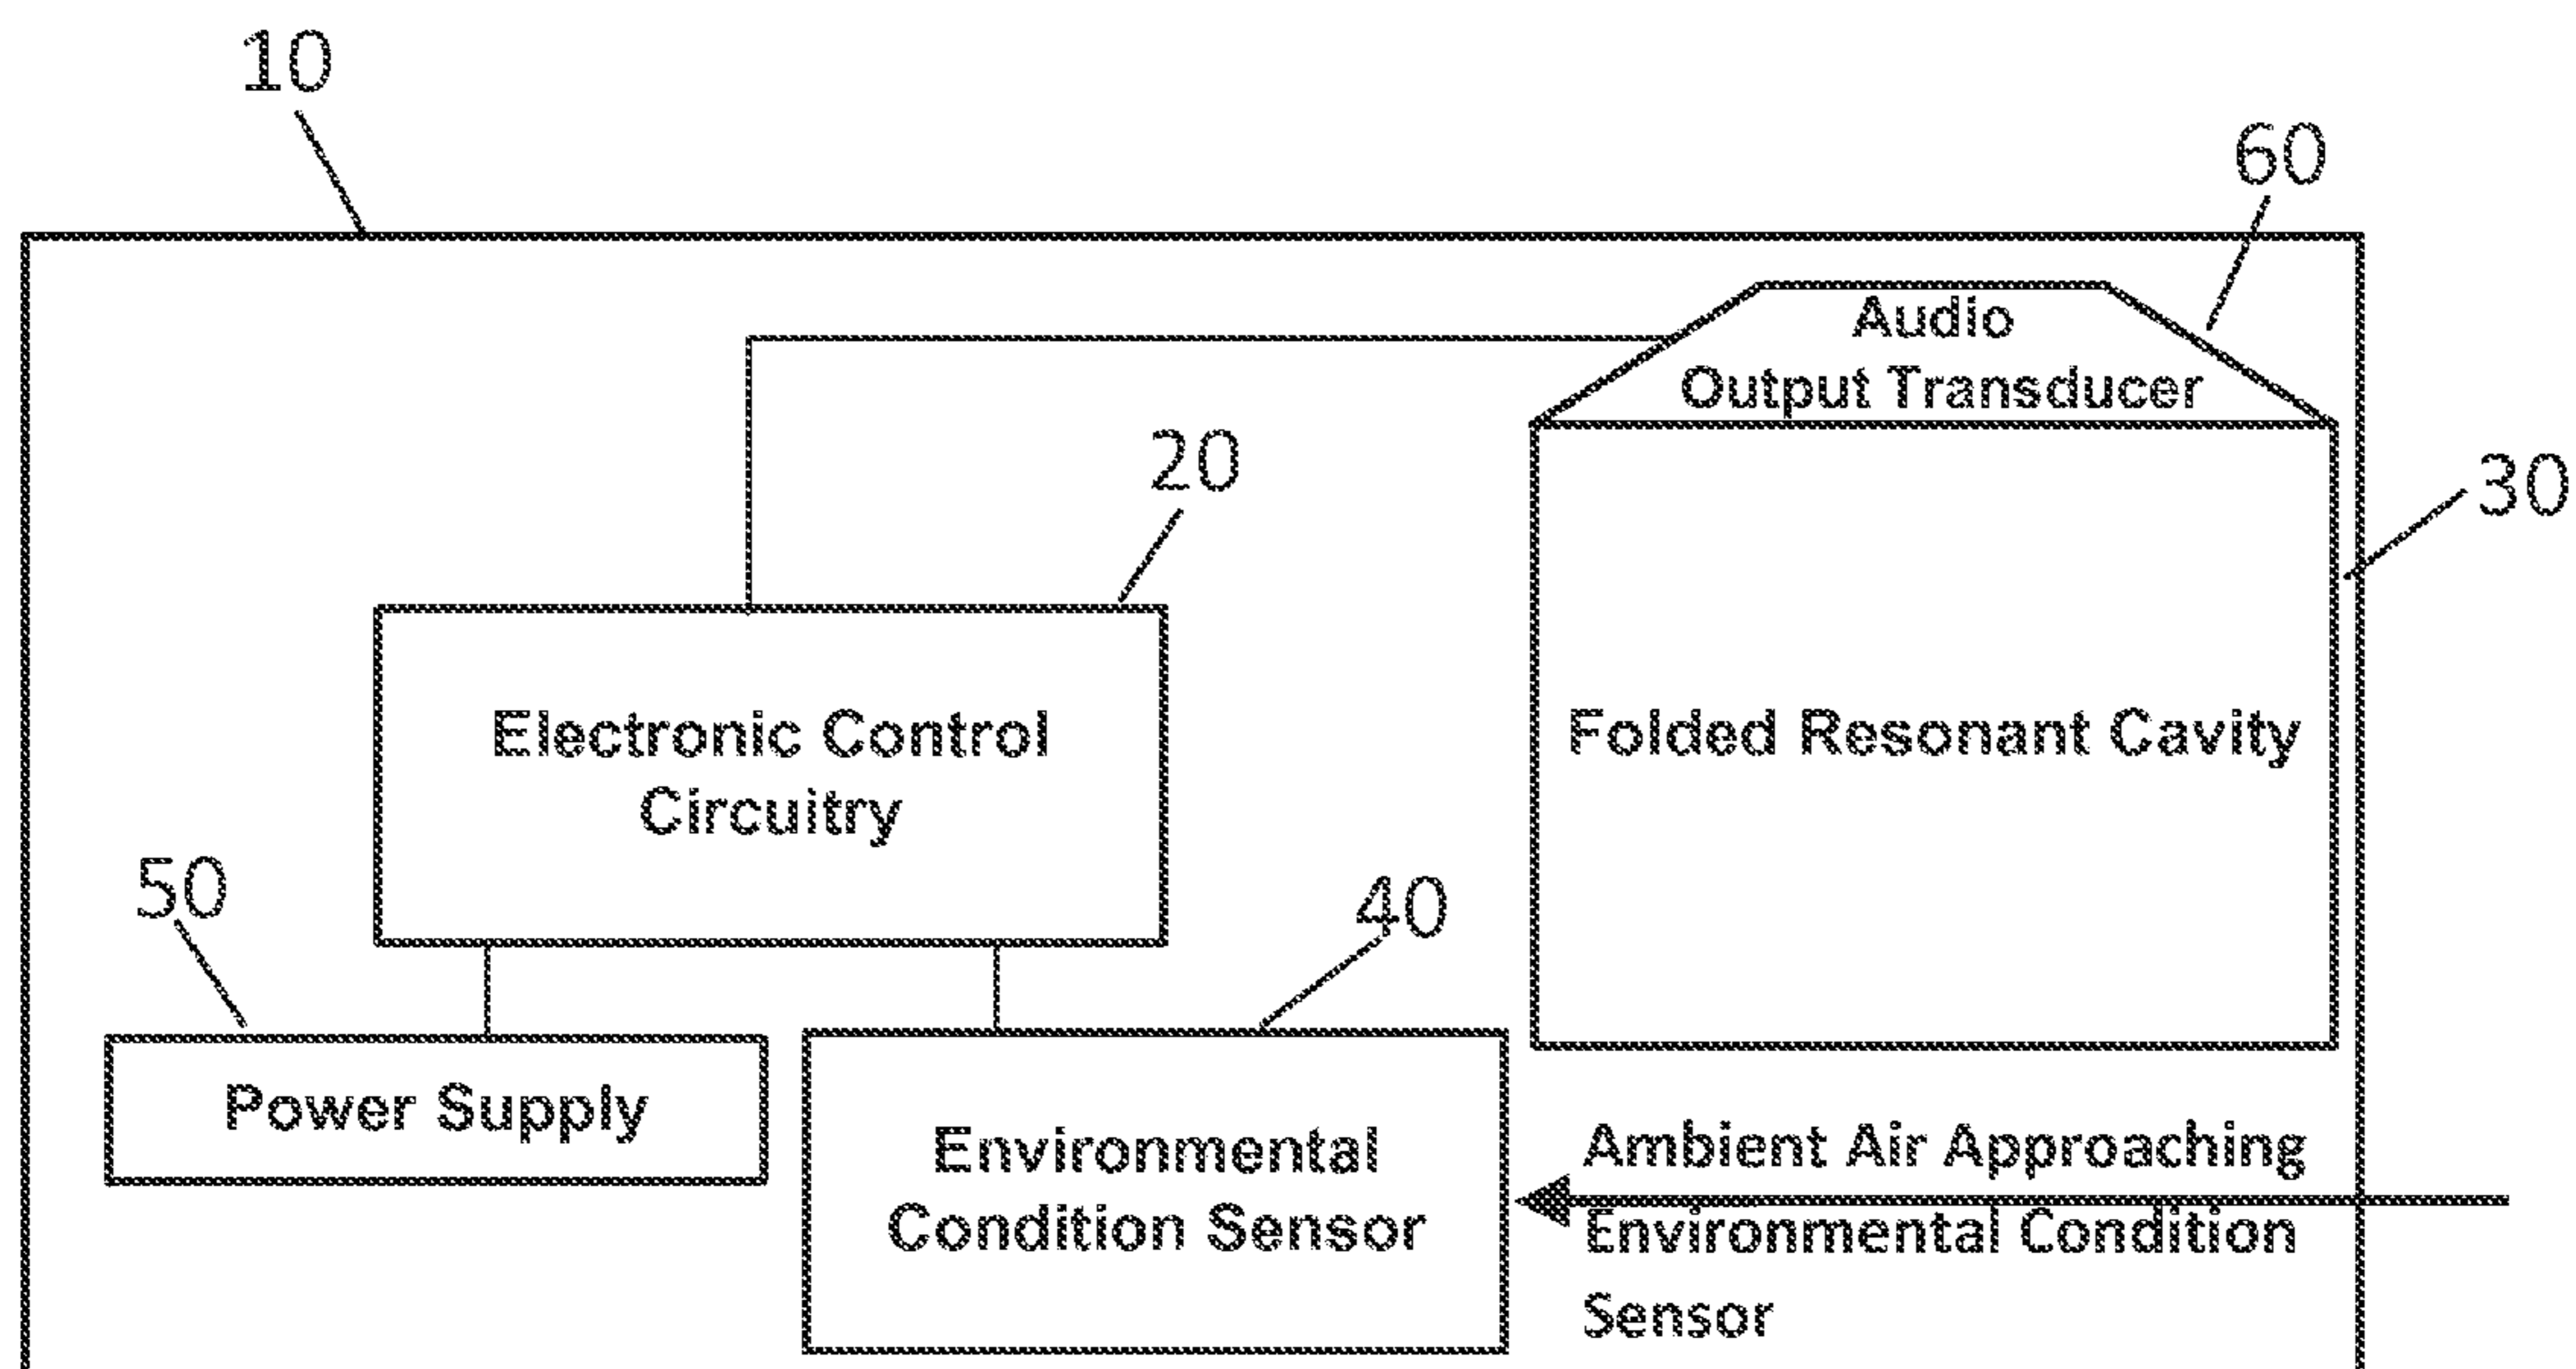 10
60
Audio
Output Transducer
20
30
Electronic Control
Circuitry
Folded Resonant Cavity
50
40
Power Supply
Environmental
Condition Sensor
Ambient Air Approaching
Environmental Condition
Sensor